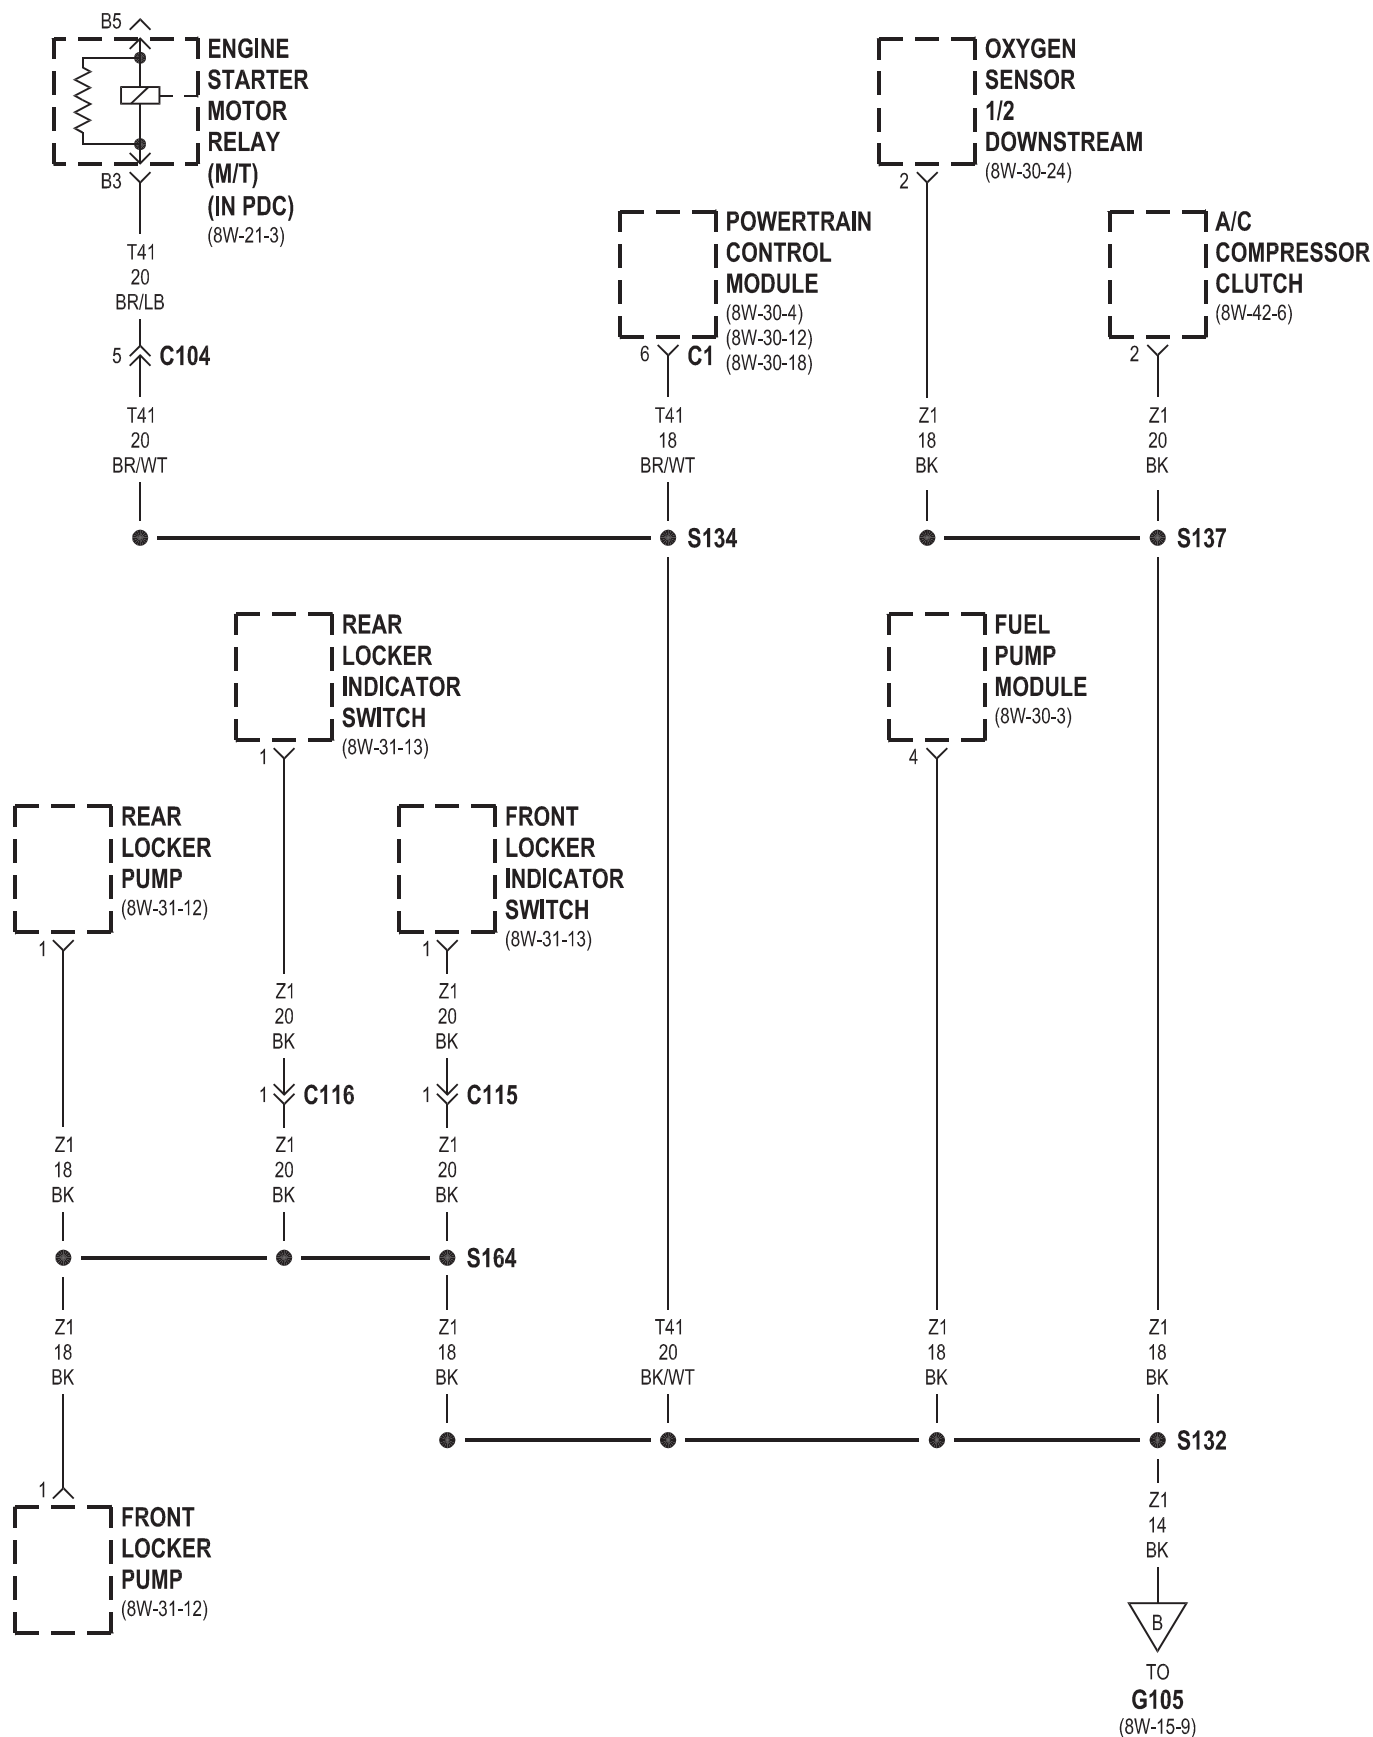 B5
ENGINE
STARTER
MOTOR
RELAY
(M/T)
(IN PDC)
(8W-21-3)
B3
T41
20
BR/LB
5
C104
T41
20
BR/WT
POWERTRAIN
CONTROL
MODULE
(8W-30-4)
(8W-30-12)
(8W-30-18)
6
C1
T41
18
BR/WT
S134
OXYGEN
SENSOR
1/2
DOWNSTREAM
(8W-30-24)
2
Z1
18
BK
A/C
COMPRESSOR
CLUTCH
(8W-42-6)
2
Z1
20
BK
S137
REAR
LOCKER
INDICATOR
SWITCH
(8W-31-13)
1
FUEL
PUMP
MODULE
(8W-30-3)
4
REAR
LOCKER
PUMP
(8W-31-12)
1
FRONT
LOCKER
INDICATOR
SWITCH
(8W-31-13)
1
Z1
20
BK
Z1
20
BK
1
C116
1
C115
Z1
18
BK
Z1
20
BK
Z1
20
BK
S164
Z1
18
BK
Z1
18
BK
T41
20
BK/WT
Z1
18
BK
Z1
18
BK
S132
1
FRONT
LOCKER
PUMP
(8W-31-12)
Z1
14
BK
B
TO
G105
(8W-15-9)